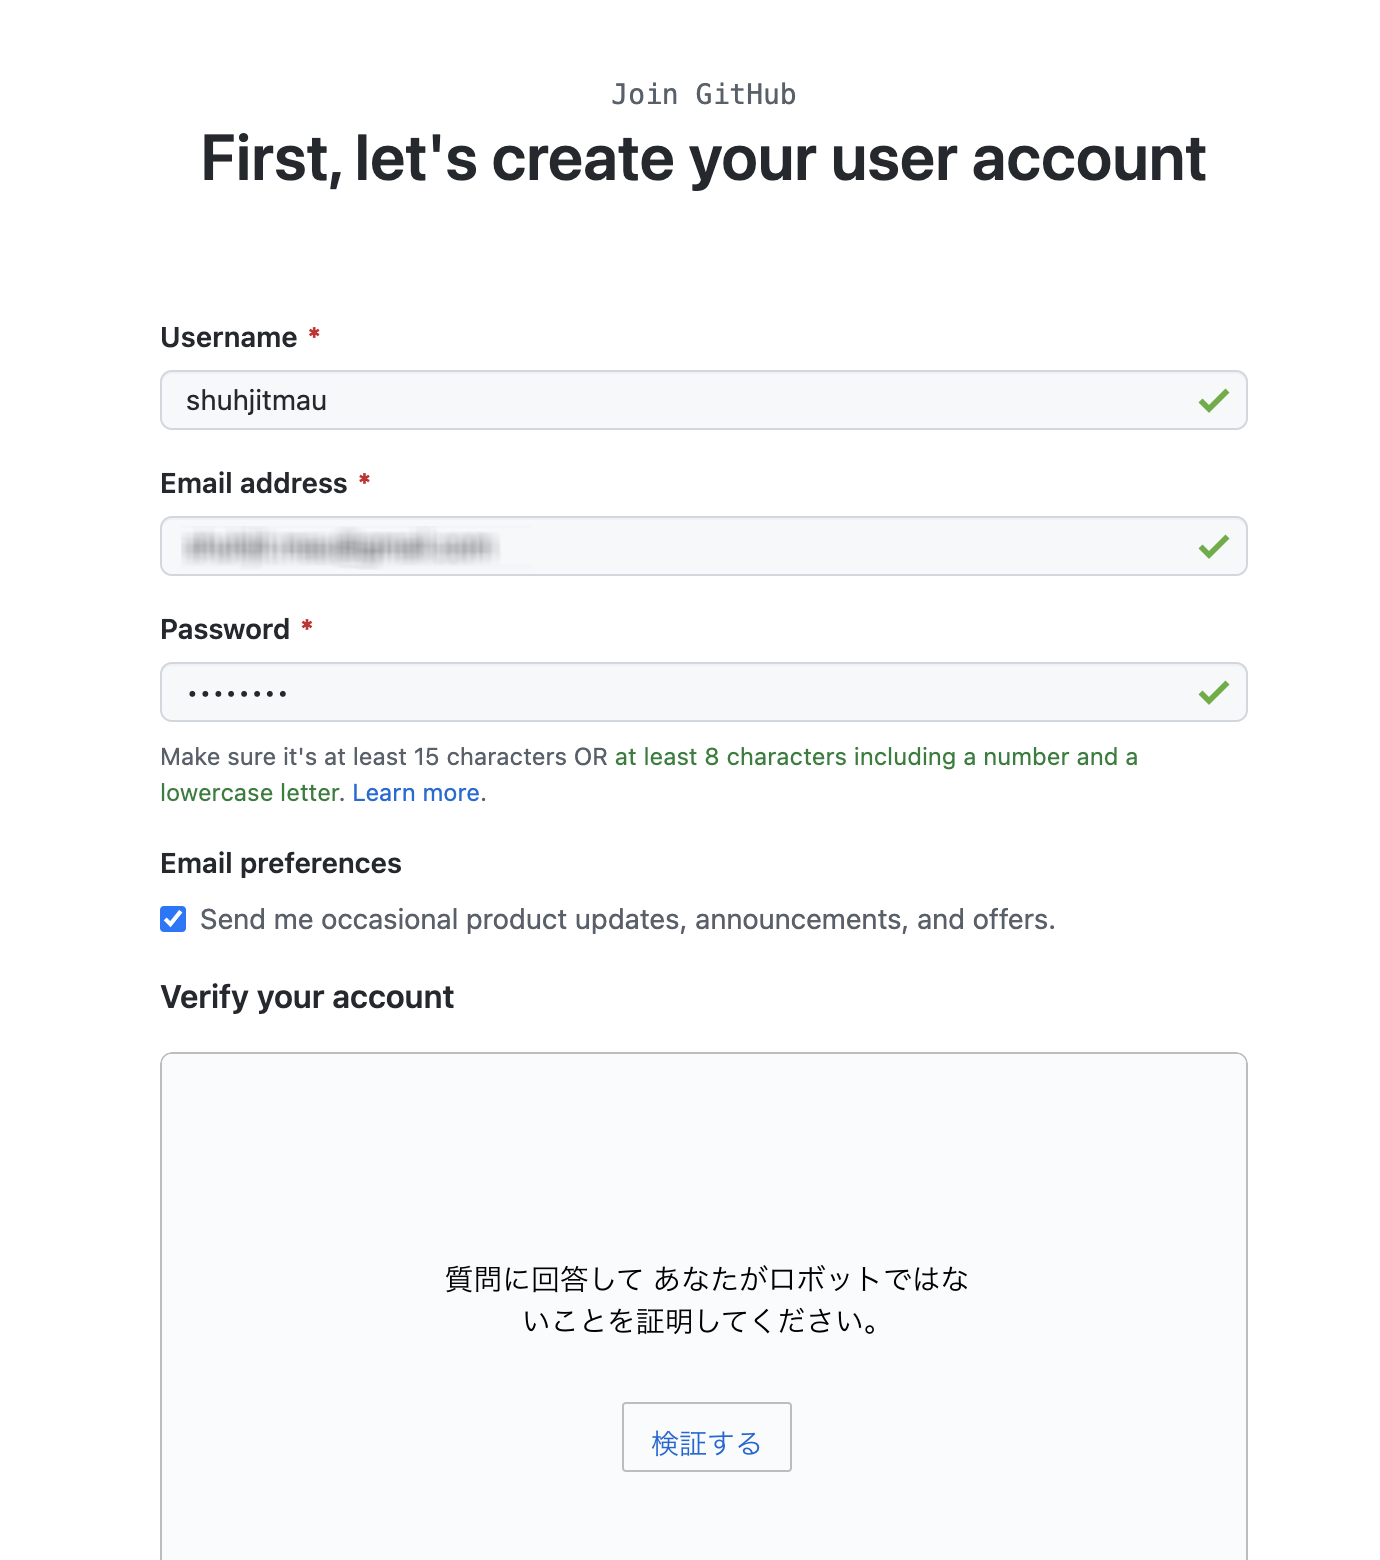 Join GitHub
First, let's create your user account
Username *
shuhjitmau
Email address *
Password *
••••••••
Make sure it's at least 15 characters OR at least 8 characters including a number and a
lowercase letter. Learn more.
Email preferences
Send me occasional product updates, announcements, and offers.
Verify your account
質問に回答して あなたがロボットではな
いことを証明してください。
検証する